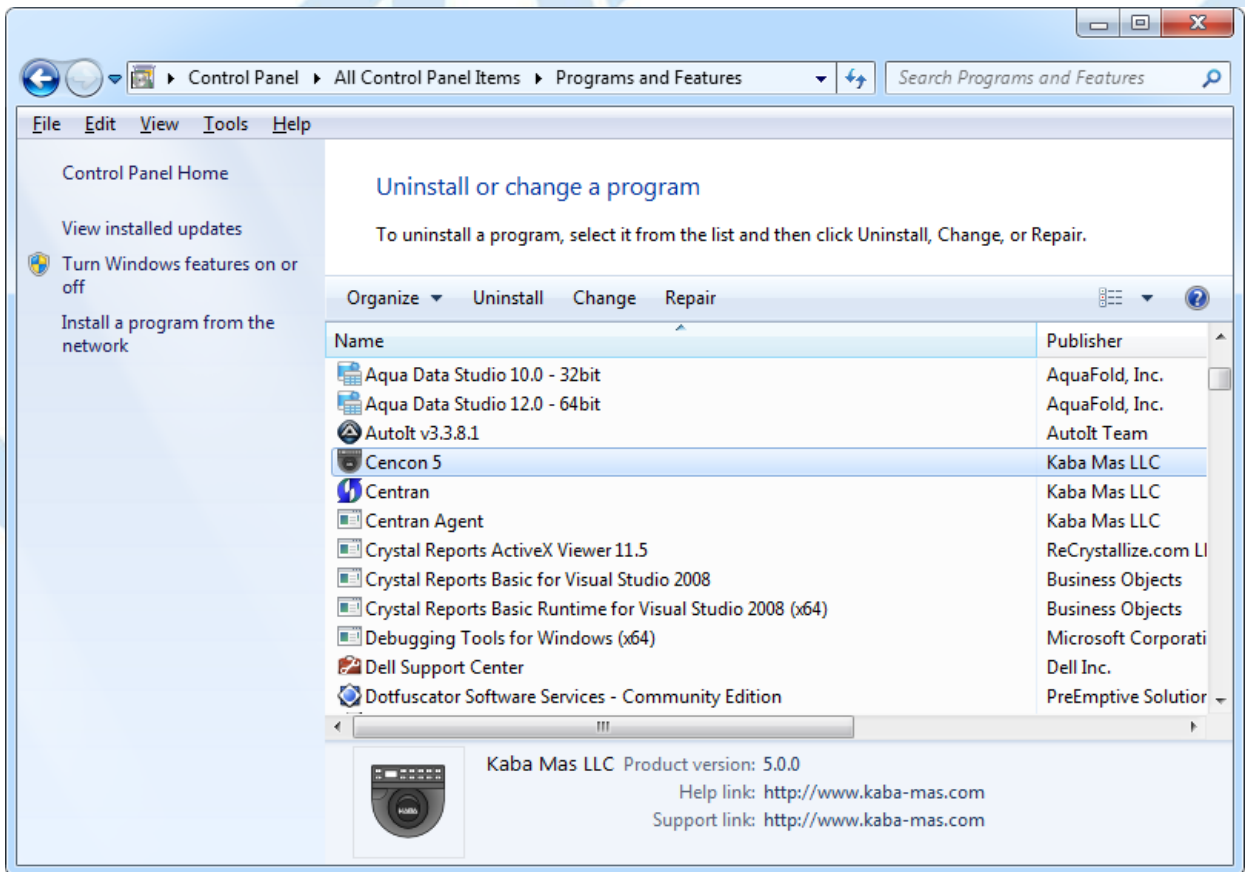 Control Panel ▸ All Control Panel Items ▸ Programs and Features
Search Programs and Features
File Edit View Tools Help
Control Panel Home
View installed updates
Turn Windows features on or
off
Install a program from the
network
Uninstall or change a program
To uninstall a program, select it from the list and then click Uninstall, Change, or Repair.
Organize Uninstall Change Repair
Name Publisher
Aqua Data Studio 10.0 - 32bit AquaFold, Inc.
Aqua Data Studio 12.0 - 64bit AquaFold, Inc.
AutoIt v3.3.8.1 AutoIt Team
Cencon 5 Kaba Mas LLC
Centran Kaba Mas LLC
Centran Agent Kaba Mas LLC
Crystal Reports ActiveX Viewer 11.5 ReCrystallize.com Ll
Crystal Reports Basic for Visual Studio 2008 Business Objects
Crystal Reports Basic Runtime for Visual Studio 2008 (x64) Business Objects
Debugging Tools for Windows (x64) Microsoft Corporati
Dell Support Center Dell Inc.
Dotfuscator Software Services - Community Edition PreEmptive Solution
Kaba Mas LLC Product version: 5.0.0
Help link: http://www.kaba-mas.com
Support link: http://www.kaba-mas.com
KABA